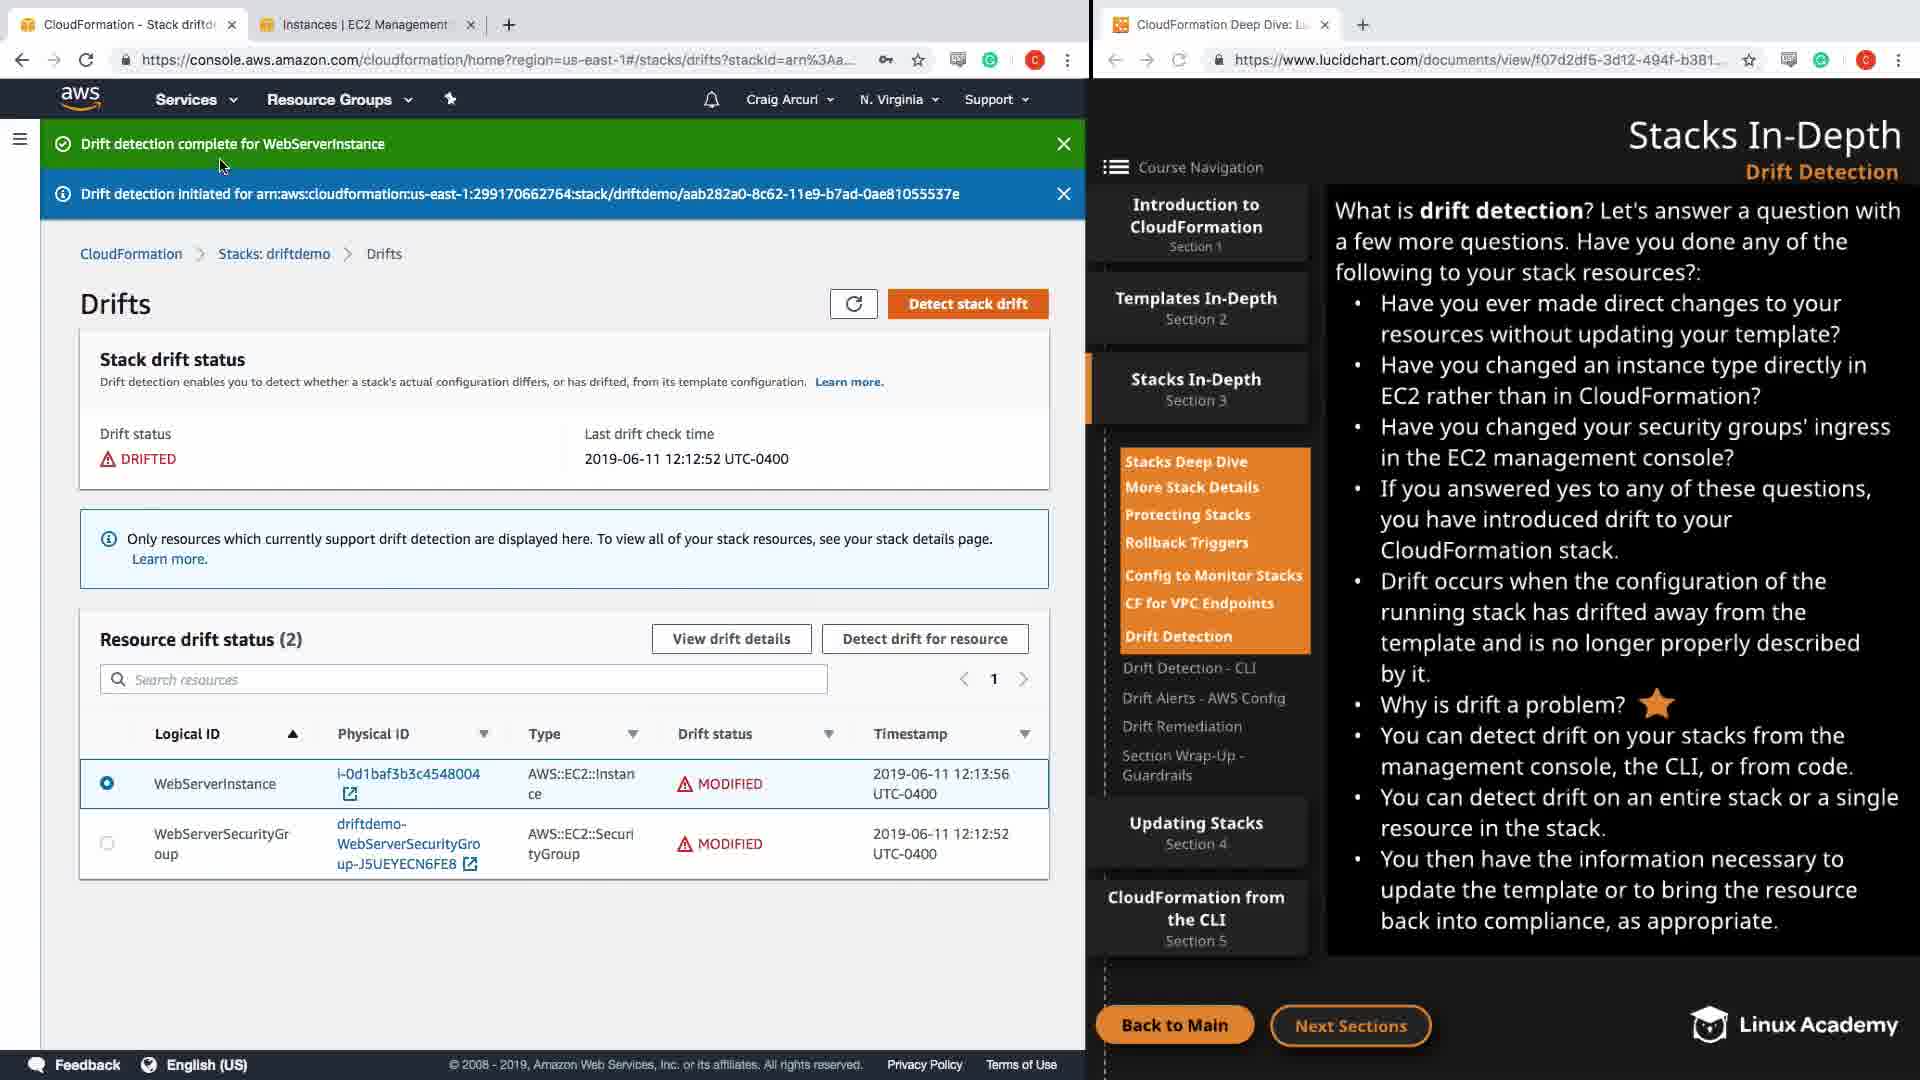 CloudFormation - Stack driftd
Instances | EC2 Management
https://console.aws.amazon.com/cloudformation/home?region=us-east-1#/stacks/drifts?stackId=arn%3Aa...
aws
Services
Resource Groups
Craig Arcuri
N. Virginia
Support
Drift detection complete for WebServerInstance
Drift detection initiated for arn:aws:cloudformation:us-east-1:299170662764:stack/driftdemo/aab282a0-8c62-11e9-b7ad-0ae81055537e
CloudFormation
Stacks: driftdemo
Drifts
Drifts
Detect stack drift
Stack drift status
Drift detection enables you to detect whether a stack's actual configuration differs, or has drifted, from its template configuration. Learn more.
Drift status
DRIFTED
Last drift check time
2019-06-11 12:12:52 UTC-0400
Only resources which currently support drift detection are displayed here. To view all of your stack resources, see your stack details page.
Learn more.
Resource drift status (2)
View drift details
Detect drift for resource
Search resources
1
Logical ID
Physical ID
Type
Drift status
Timestamp
WebServerInstance
i-0d1baf3b3c4548004
AWS::EC2::Instan
ce
MODIFIED
2019-06-11 12:13:56
UTC-0400
WebServerSecurityGr
oup
driftdemo-
WebServerSecurityGro
up-J5UEYECN6FE8
AWS::EC2::Securi
tyGroup
MODIFIED
2019-06-11 12:12:52
UTC-0400
Feedback
English (US)
© 2008 - 2019, Amazon Web Services, Inc. or its affiliates. All rights reserved.
Privacy Policy
Terms of Use
CloudFormation Deep Dive: Lu
C
https://www.lucidchart.com/documents/view/f07d2df5-3d12-494f-b381...
C
Stacks In-Depth
Drift Detection
Course Navigation
Introduction to
CloudFormation
Section 1
Templates In-Depth
Section 2
Stacks In-Depth
Section 3
Stacks Deep Dive
More Stack Details
Protecting Stacks
Rollback Triggers
Config to Monitor Stacks
CF for VPC Endpoints
Drift Detection
Drift Detection - CLI
Drift Alerts - AWS Config
Drift Remediation
Section Wrap-Up -
Guardrails
Updating Stacks
Section 4
CloudFormation from
the CLI
Section 5
What is drift detection? Let's answer a question with
a few more questions. Have you done any of the
following to your stack resources?:
• Have you ever made direct changes to your
resources without updating your template?
• Have you changed an instance type directly in
EC2 rather than in CloudFormation?
• Have you changed your security groups' ingress
in the EC2 management console?
• If you answered yes to any of these questions,
you have introduced drift to your
CloudFormation stack.
• Drift occurs when the configuration of the
running stack has drifted away from the
template and is no longer properly described
by it.
• Why is drift a problem?
• You can detect drift on your stacks from the
management console, the CLI, or from code.
• You can detect drift on an entire stack or a single
resource in the stack.
• You then have the information necessary to
update the template or to bring the resource
back into compliance, as appropriate.
Back to Main
Next Sections
Linux Academy